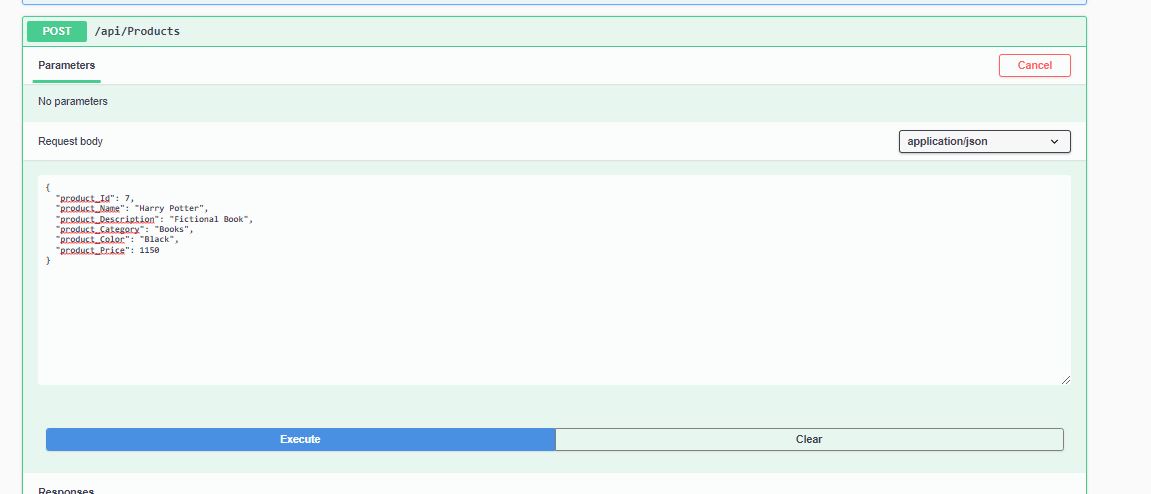 POST /api/Products
Parameters Cancel
No parameters
Request body application/json
{
"product_Id": 7,
"product_Name": "Harry Potter",
"product_Description": "Fictional Book",
"product_Category": "Books",
"product_Color": "Black",
"product_Price": 1150
}
Execute Clear
Responses